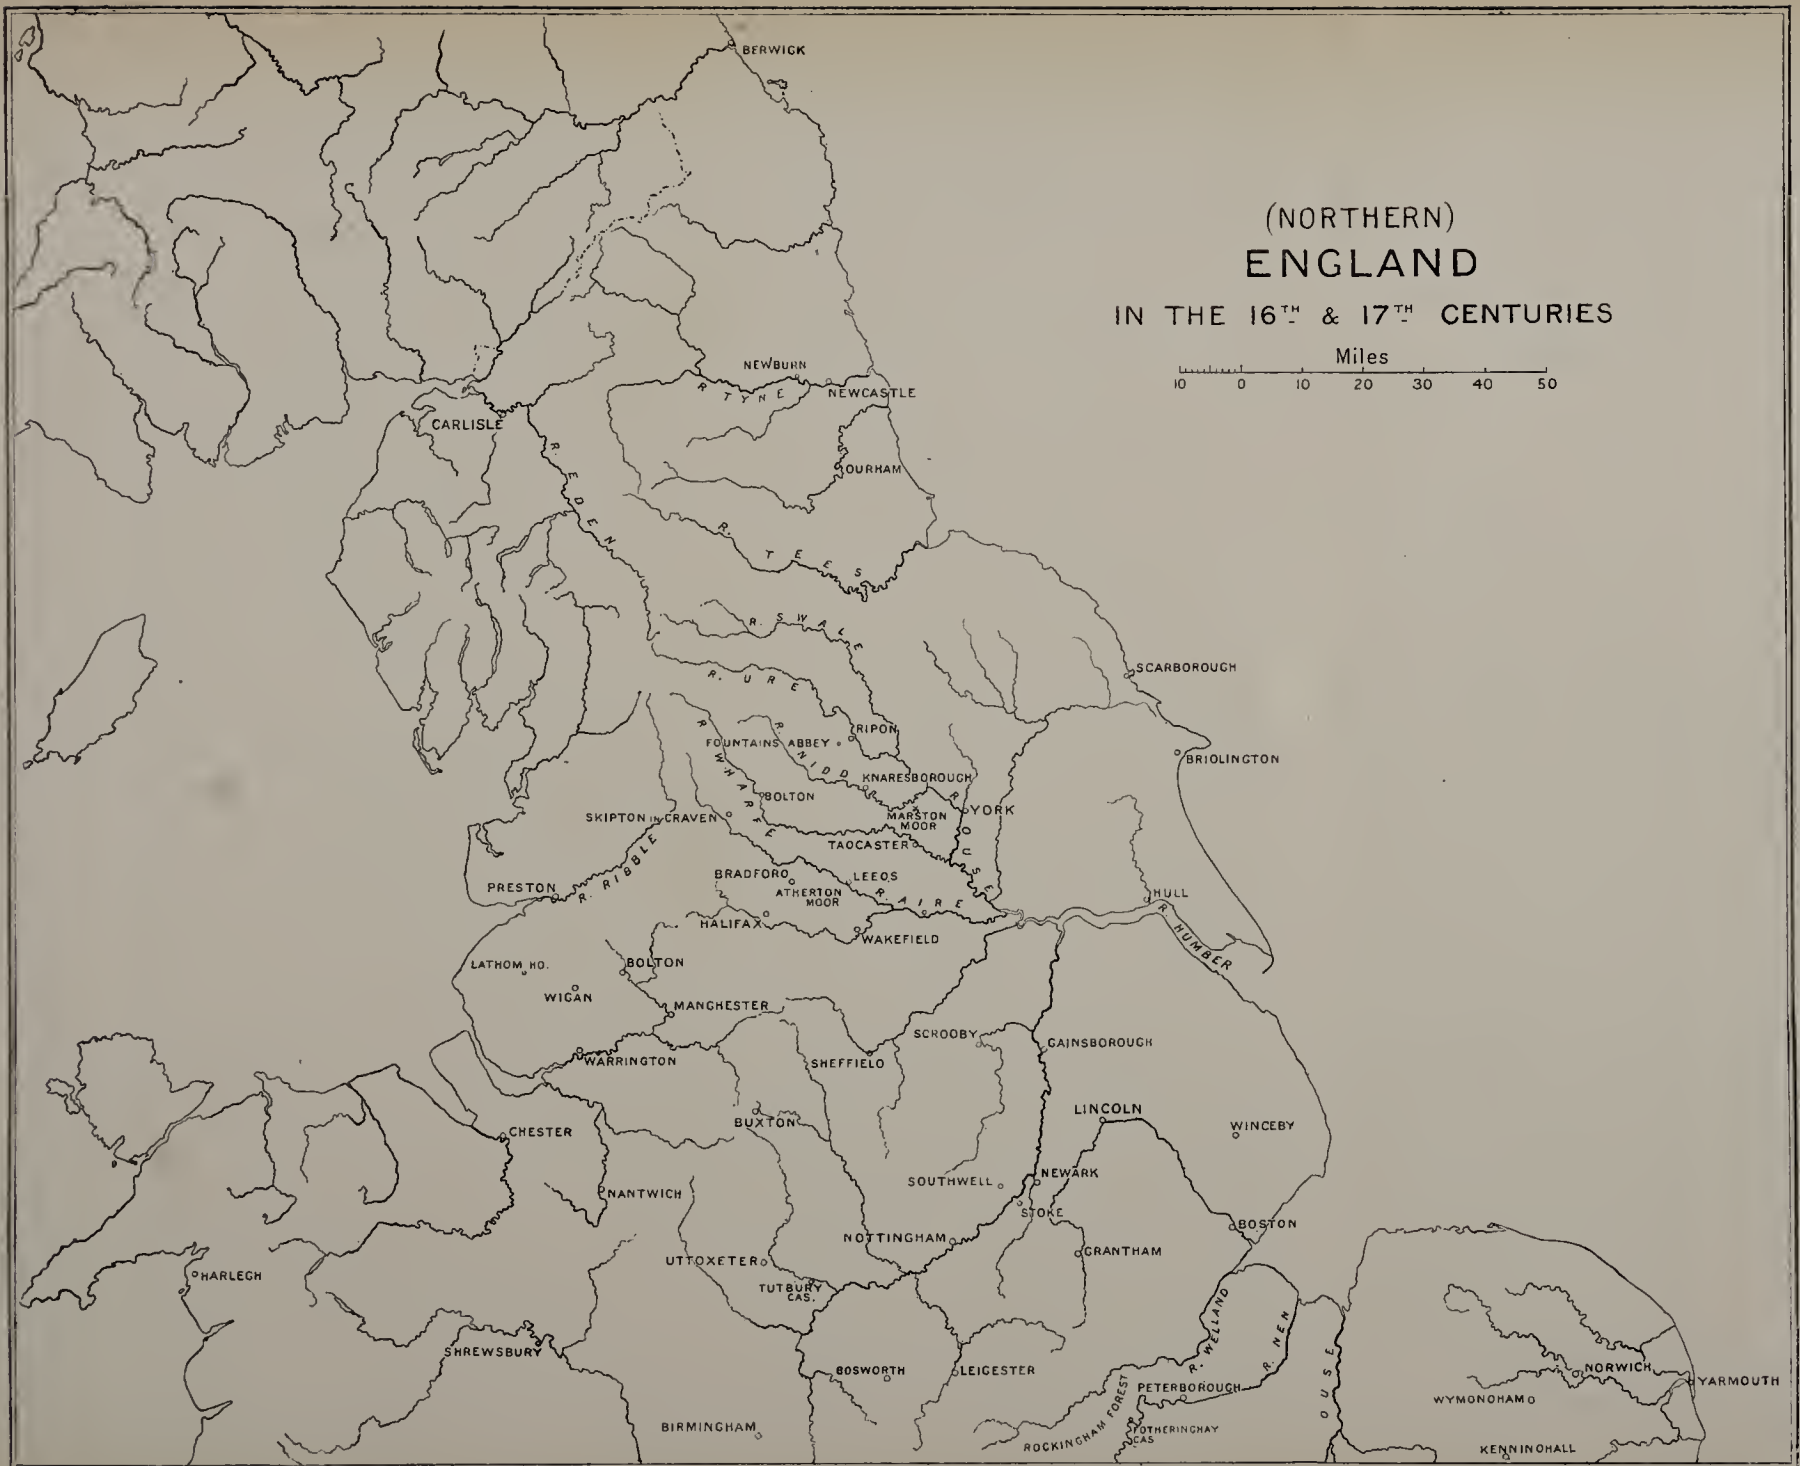 BERWICK
(NORTHERN)
ENGLAND
IN THE 16TH & 17TH CENTURIES
Miles
10 0 10 20 30 40 50
NEWBURN
R. TYNE
NEWCASTLE
CARLISLE
R. EDEN
DURHAM
R. TEES
R. SWALE
SCARBOROUGH
R. URE
RIPON
FOUNTAINS ABBEY
BRIDLINGTON
R. NIDD
R. WHARFE
KNARESBOROUGH
BOLTON
R. OUSE
YORK
SKIPTON IN CRAVEN
MARSTON
MOOR
TADCASTER
R. RIBBLE
BRADFORD
LEEDS
PRESTON
ATHERTON
MOOR
R. AIRE
HULL
HALIFAX
WAKEFIELD
R. HUMBER
LATHOM HO.
BOLTON
WIGAN
MANCHESTER
SCROOBY
GAINSBOROUGH
WARRINGTON
SHEFFIELD
LINCOLN
BUXTON
WINCEBY
CHESTER
NEWARK
SOUTHWELL
NANTWICH
STOKE
BOSTON
NOTTINGHAM
GRANTHAM
UTTOXETER
HARLECH
TUTBURY
CAS.
R. WELLAND
R. NEN
OUSE
SHREWSBURY
BOSWORTH
LEICESTER
NORWICH
YARMOUTH
PETERBOROUGH
WYMONDHAM
BIRMINGHAM
ROCKINGHAM FOREST
FOTHERINGHAY
CAS
KENNINGHALL